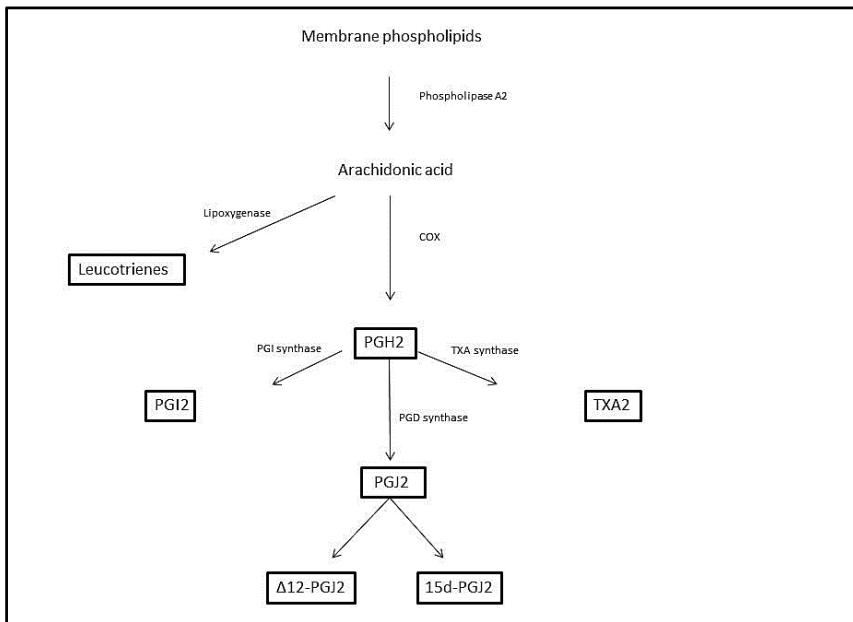 Membrane phospholipids
Phospholipase A2
Arachidonic acid
Lipoxygenase
COX
Leucotrienes
PGH2
PGI synthase
TXA synthase
PGI2
TXA2
PGD synthase
PGJ2
Δ12-PGJ2
15d-PGJ2